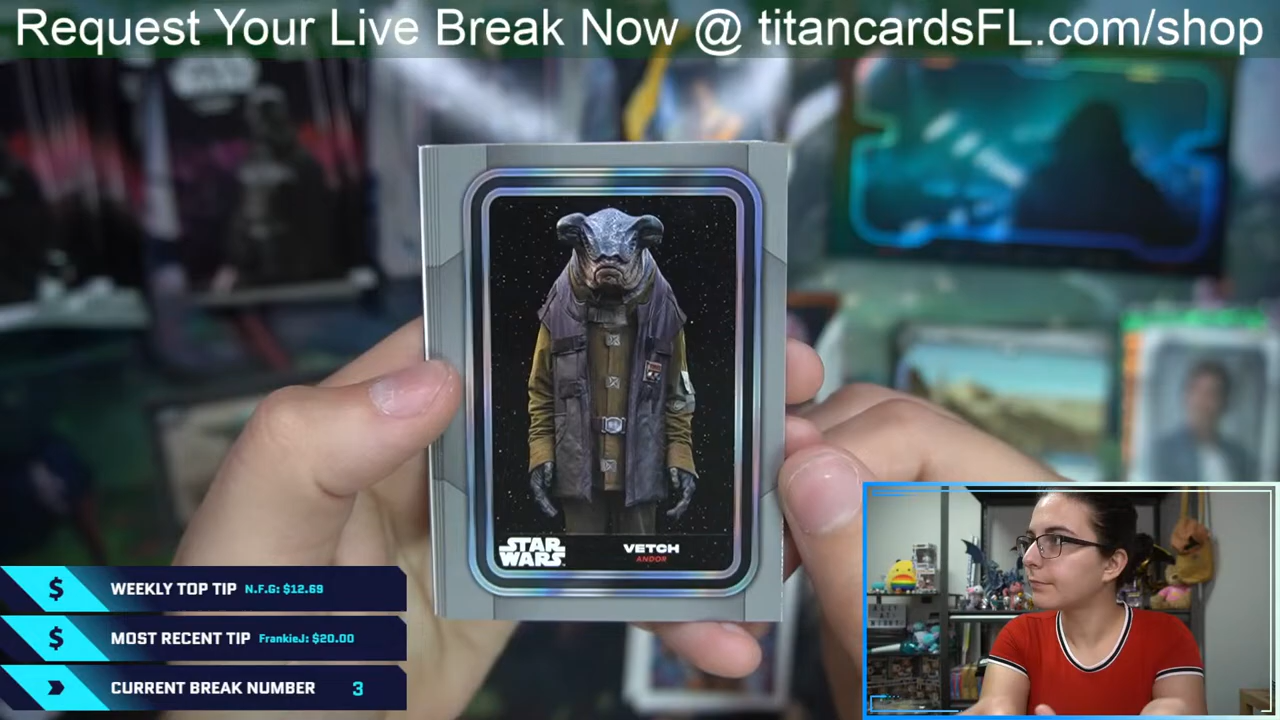 Request Your Live Break Now @ titancardsFL.com/shop
STAR
WARS
VETCH
ANDOR
$ WEEKLY TOP TIP N.F.G: $12.69
$ MOST RECENT TIP FrankieJ: $20.00
CURRENT BREAK NUMBER 3